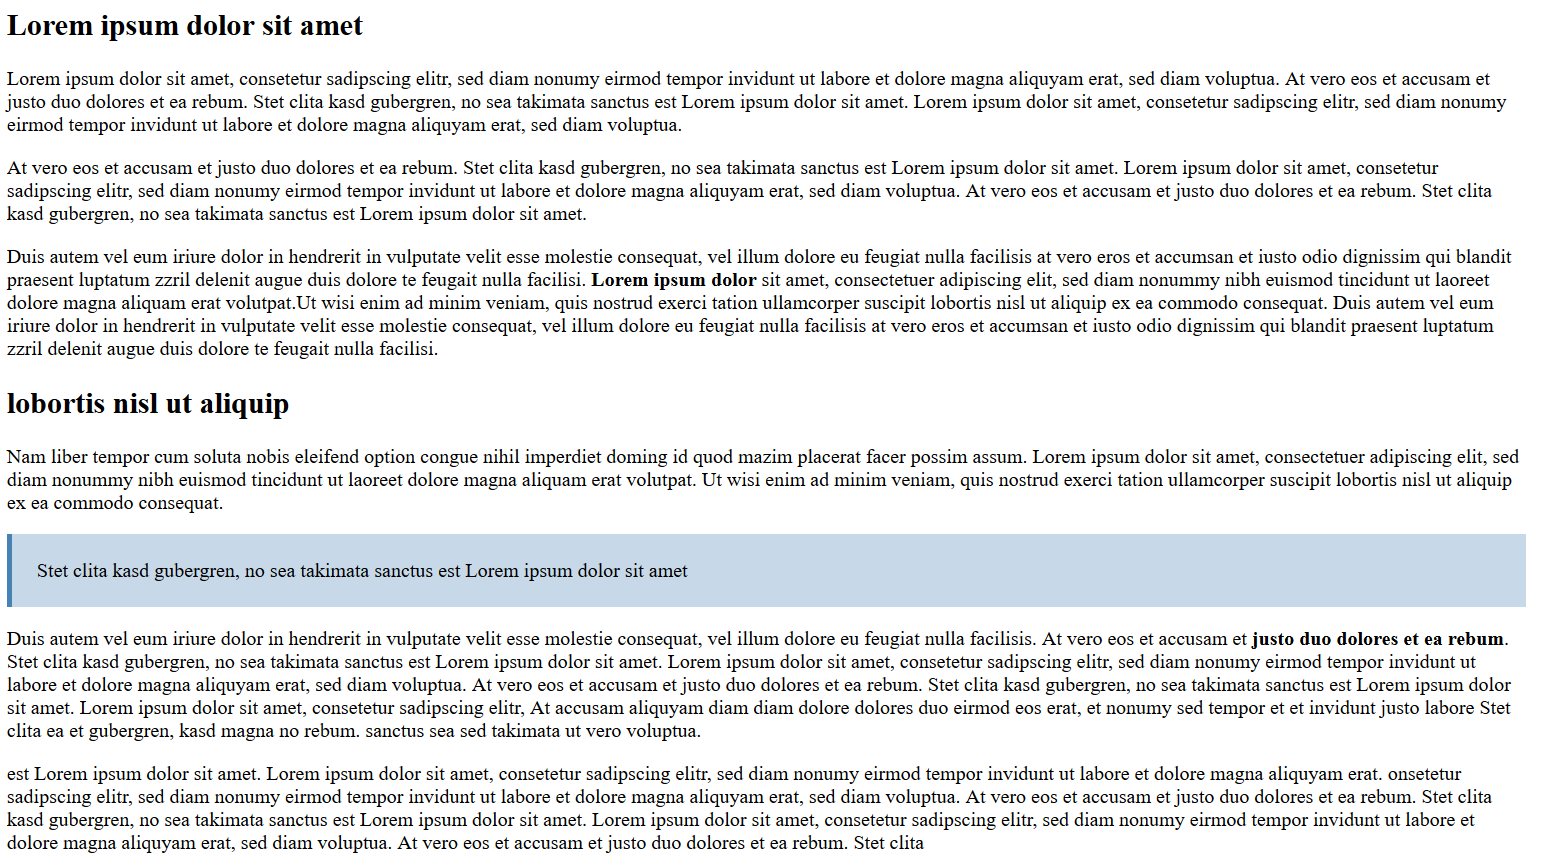 Lorem ipsum dolor sit amet
Lorem ipsum dolor sit amet, consetetur sadipscing elitr, sed diam nonumy eirmod tempor invidunt ut labore et dolore magna aliquyam erat, sed diam voluptua. At vero eos et accusam et
justo duo dolores et ea rebum. Stet clita kasd gubergren, no sea takimata sanctus est Lorem ipsum dolor sit amet. Lorem ipsum dolor sit amet, consetetur sadipscing elitr, sed diam nonumy
eirmod tempor invidunt ut labore et dolore magna aliquyam erat, sed diam voluptua.
At vero eos et accusam et justo duo dolores et ea rebum. Stet clita kasd gubergren, no sea takimata sanctus est Lorem ipsum dolor sit amet. Lorem ipsum dolor sit amet, consetetur
sadipscing elitr, sed diam nonumy eirmod tempor invidunt ut labore et dolore magna aliquyam erat, sed diam voluptua. At vero eos et accusam et justo duo dolores et ea rebum. Stet clita
kasd gubergren, no sea takimata sanctus est Lorem ipsum dolor sit amet.
Duis autem vel eum iriure dolor in hendrerit in vulputate velit esse molestie consequat, vel illum dolore eu feugiat nulla facilisis at vero eros et accumsan et iusto odio dignissim qui blandit
praesent luptatum zzril delenit augue duis dolore te feugait nulla facilisi. Lorem ipsum dolor sit amet, consectetuer adipiscing elit, sed diam nonummy nibh euismod tincidunt ut laoreet
dolore magna aliquam erat volutpat.Ut wisi enim ad minim veniam, quis nostrud exerci tation ullamcorper suscipit lobortis nisl ut aliquip ex ea commodo consequat. Duis autem vel eum
iriure dolor in hendrerit in vulputate velit esse molestie consequat, vel illum dolore eu feugiat nulla facilisis at vero eros et accumsan et iusto odio dignissim qui blandit praesent luptatum
zzril delenit augue duis dolore te feugait nulla facilisi.
lobortis nisl ut aliquip
Nam liber tempor cum soluta nobis eleifend option congue nihil imperdiet doming id quod mazim placerat facer possim assum. Lorem ipsum dolor sit amet, consectetuer adipiscing elit, sed
diam nonummy nibh euismod tincidunt ut laoreet dolore magna aliquam erat volutpat. Ut wisi enim ad minim veniam, quis nostrud exerci tation ullamcorper suscipit lobortis nisl ut aliquip
ex ea commodo consequat.
Stet clita kasd gubergren, no sea takimata sanctus est Lorem ipsum dolor sit amet
Duis autem vel eum iriure dolor in hendrerit in vulputate velit esse molestie consequat, vel illum dolore eu feugiat nulla facilisis. At vero eos et accusam et justo duo dolores et ea rebum.
Stet clita kasd gubergren, no sea takimata sanctus est Lorem ipsum dolor sit amet. Lorem ipsum dolor sit amet, consetetur sadipscing elitr, sed diam nonumy eirmod tempor invidunt ut
labore et dolore magna aliquyam erat, sed diam voluptua. At vero eos et accusam et justo duo dolores et ea rebum. Stet clita kasd gubergren, no sea takimata sanctus est Lorem ipsum dolor
sit amet. Lorem ipsum dolor sit amet, consetetur sadipscing elitr, At accusam aliquyam diam diam dolore dolores duo eirmod eos erat, et nonumy sed tempor et et invidunt justo labore Stet
clita ea et gubergren, kasd magna no rebum. sanctus sea sed takimata ut vero voluptua.
est Lorem ipsum dolor sit amet. Lorem ipsum dolor sit amet, consetetur sadipscing elitr, sed diam nonumy eirmod tempor invidunt ut labore et dolore magna aliquyam erat. onsetetur
sadipscing elitr, sed diam nonumy eirmod tempor invidunt ut labore et dolore magna aliquyam erat, sed diam voluptua. At vero eos et accusam et justo duo dolores et ea rebum. Stet clita
kasd gubergren, no sea takimata sanctus est Lorem ipsum dolor sit amet. Lorem ipsum dolor sit amet, consetetur sadipscing elitr, sed diam nonumy eirmod tempor invidunt ut labore et
dolore magna aliquyam erat, sed diam voluptua. At vero eos et accusam et justo duo dolores et ea rebum. Stet clita